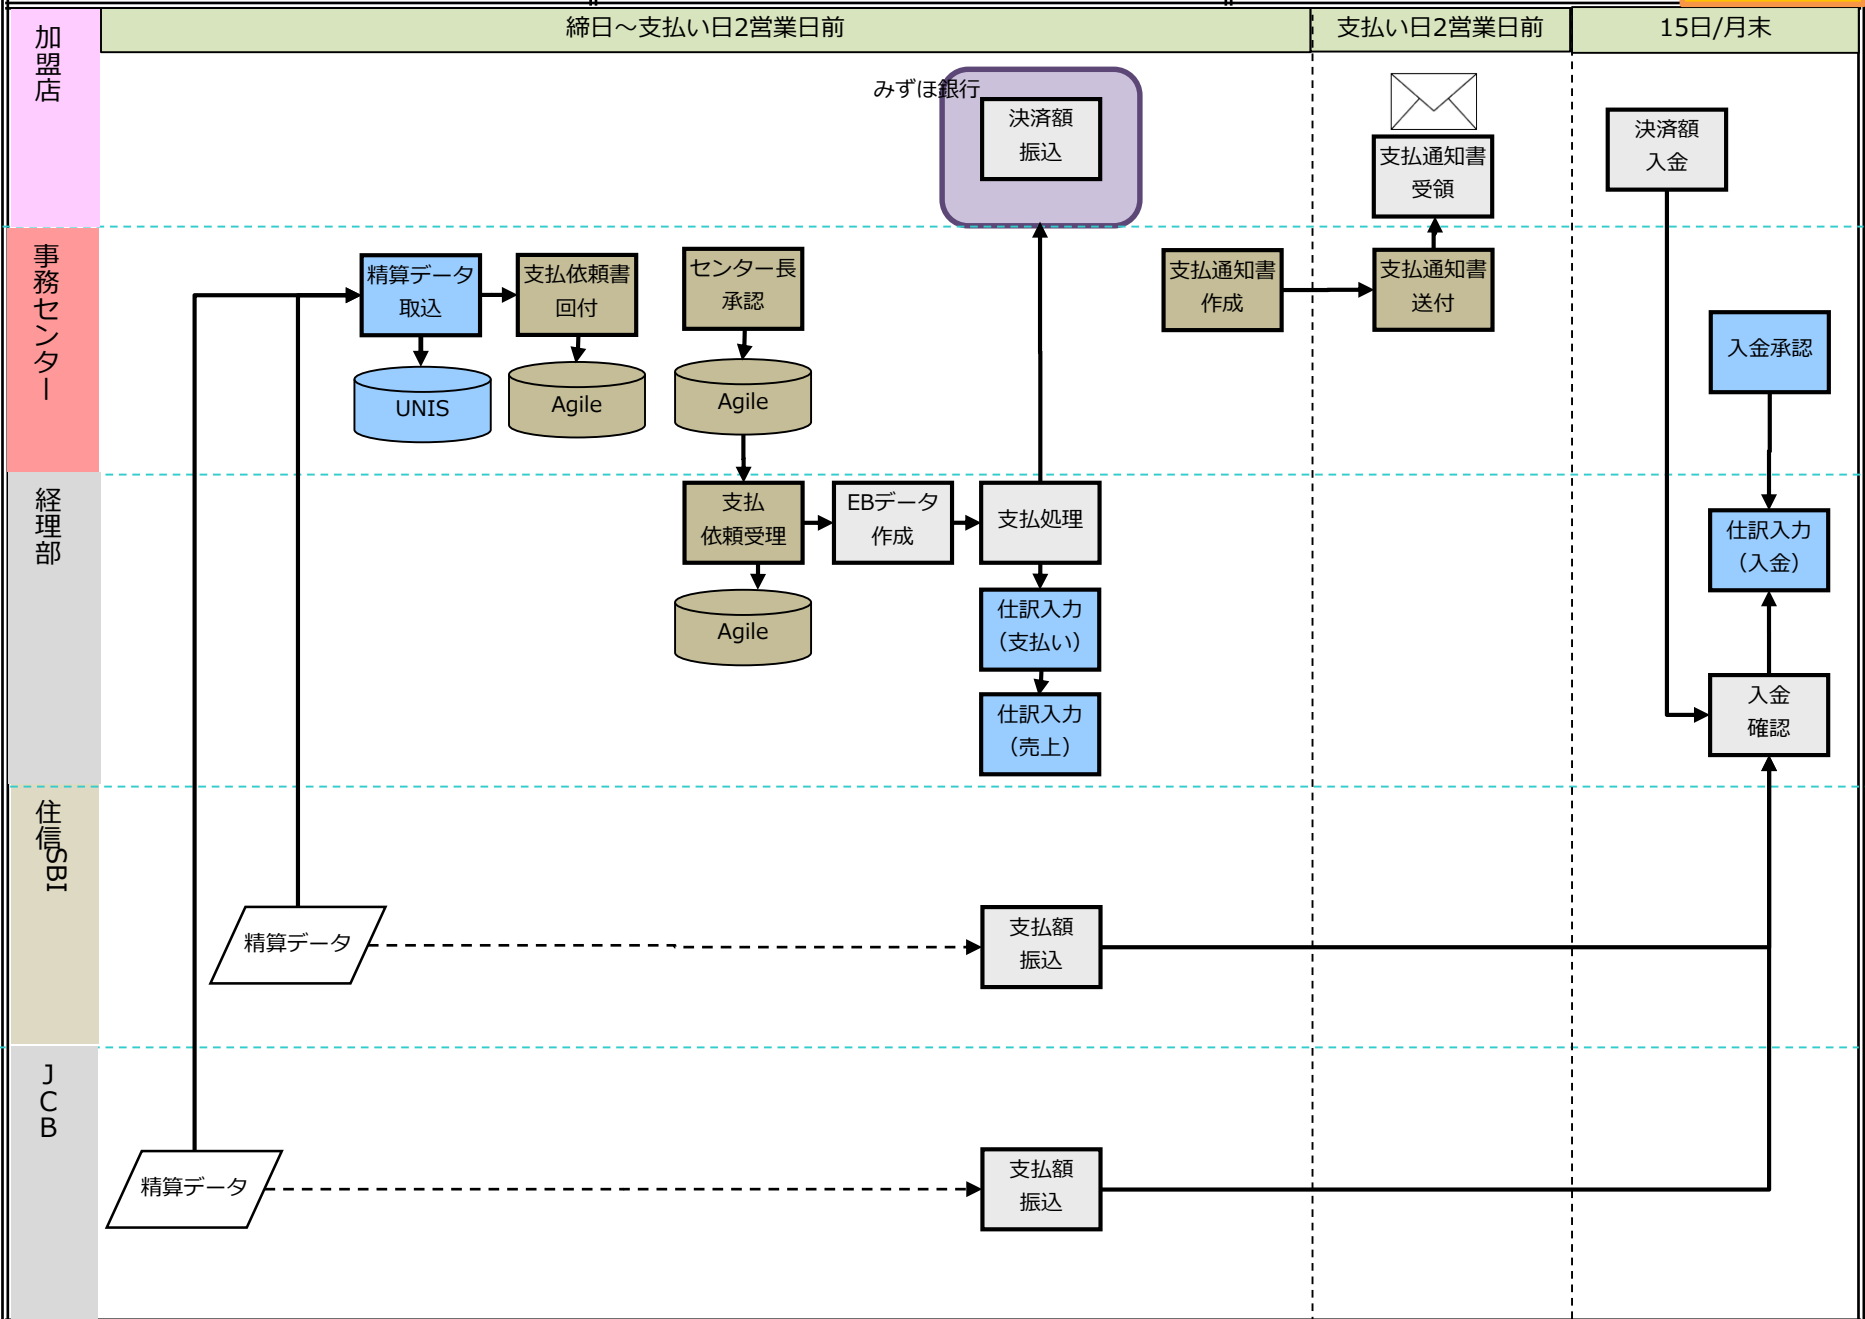 締日～支払い日2営業日前
支払い日2営業日前
15日/月末
加盟店
みずほ銀行
決済額
振込
支払通知書
受領
決済額
入金
事務センター
精算データ
取込
支払依頼書
回付
センター長
承認
支払通知書
作成
支払通知書
送付
入金承認
UNIS
Agile
Agile
経理部
支払
依頼受理
EBデータ
作成
支払処理
仕訳入力
（入金）
Agile
仕訳入力
（支払い）
仕訳入力
（売上）
入金
確認
住信SBI
精算データ
支払額
振込
JCB
精算データ
支払額
振込